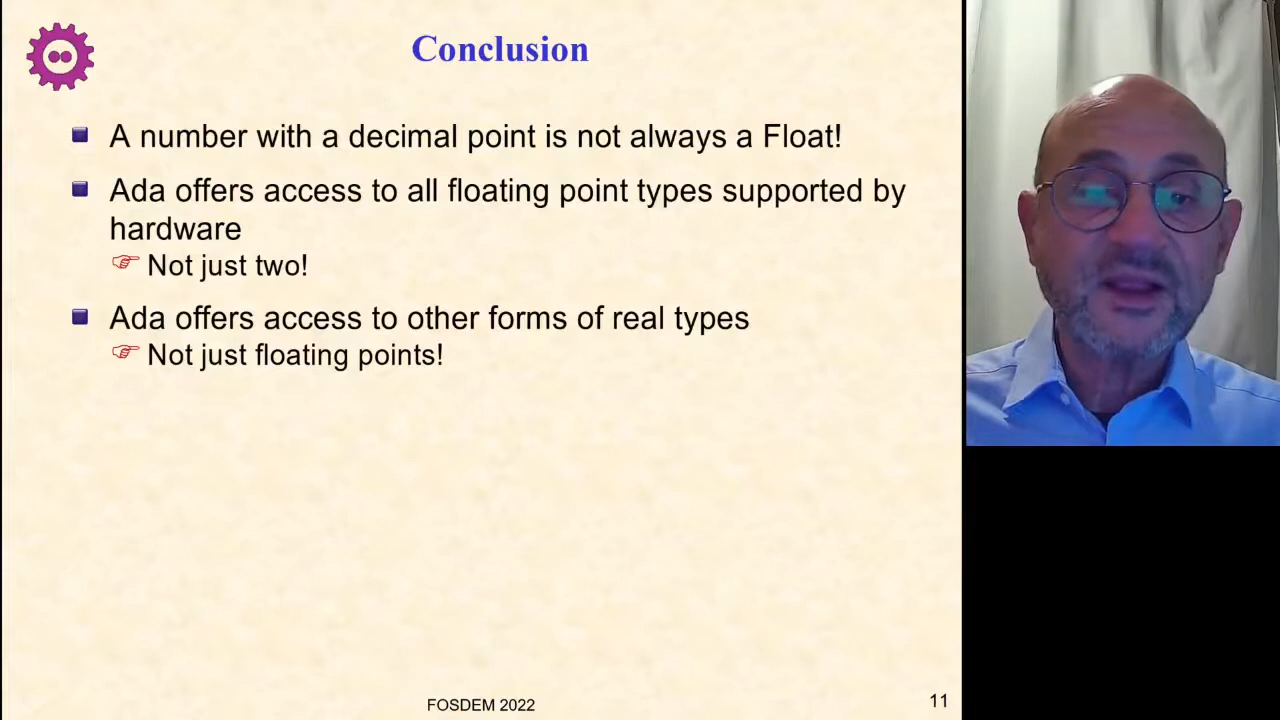 Conclusion
A number with a decimal point is not always a Float!
Ada offers access to all floating point types supported by
hardware
Not just two!
Ada offers access to other forms of real types
Not just floating points!
FOSDEM 2022
11